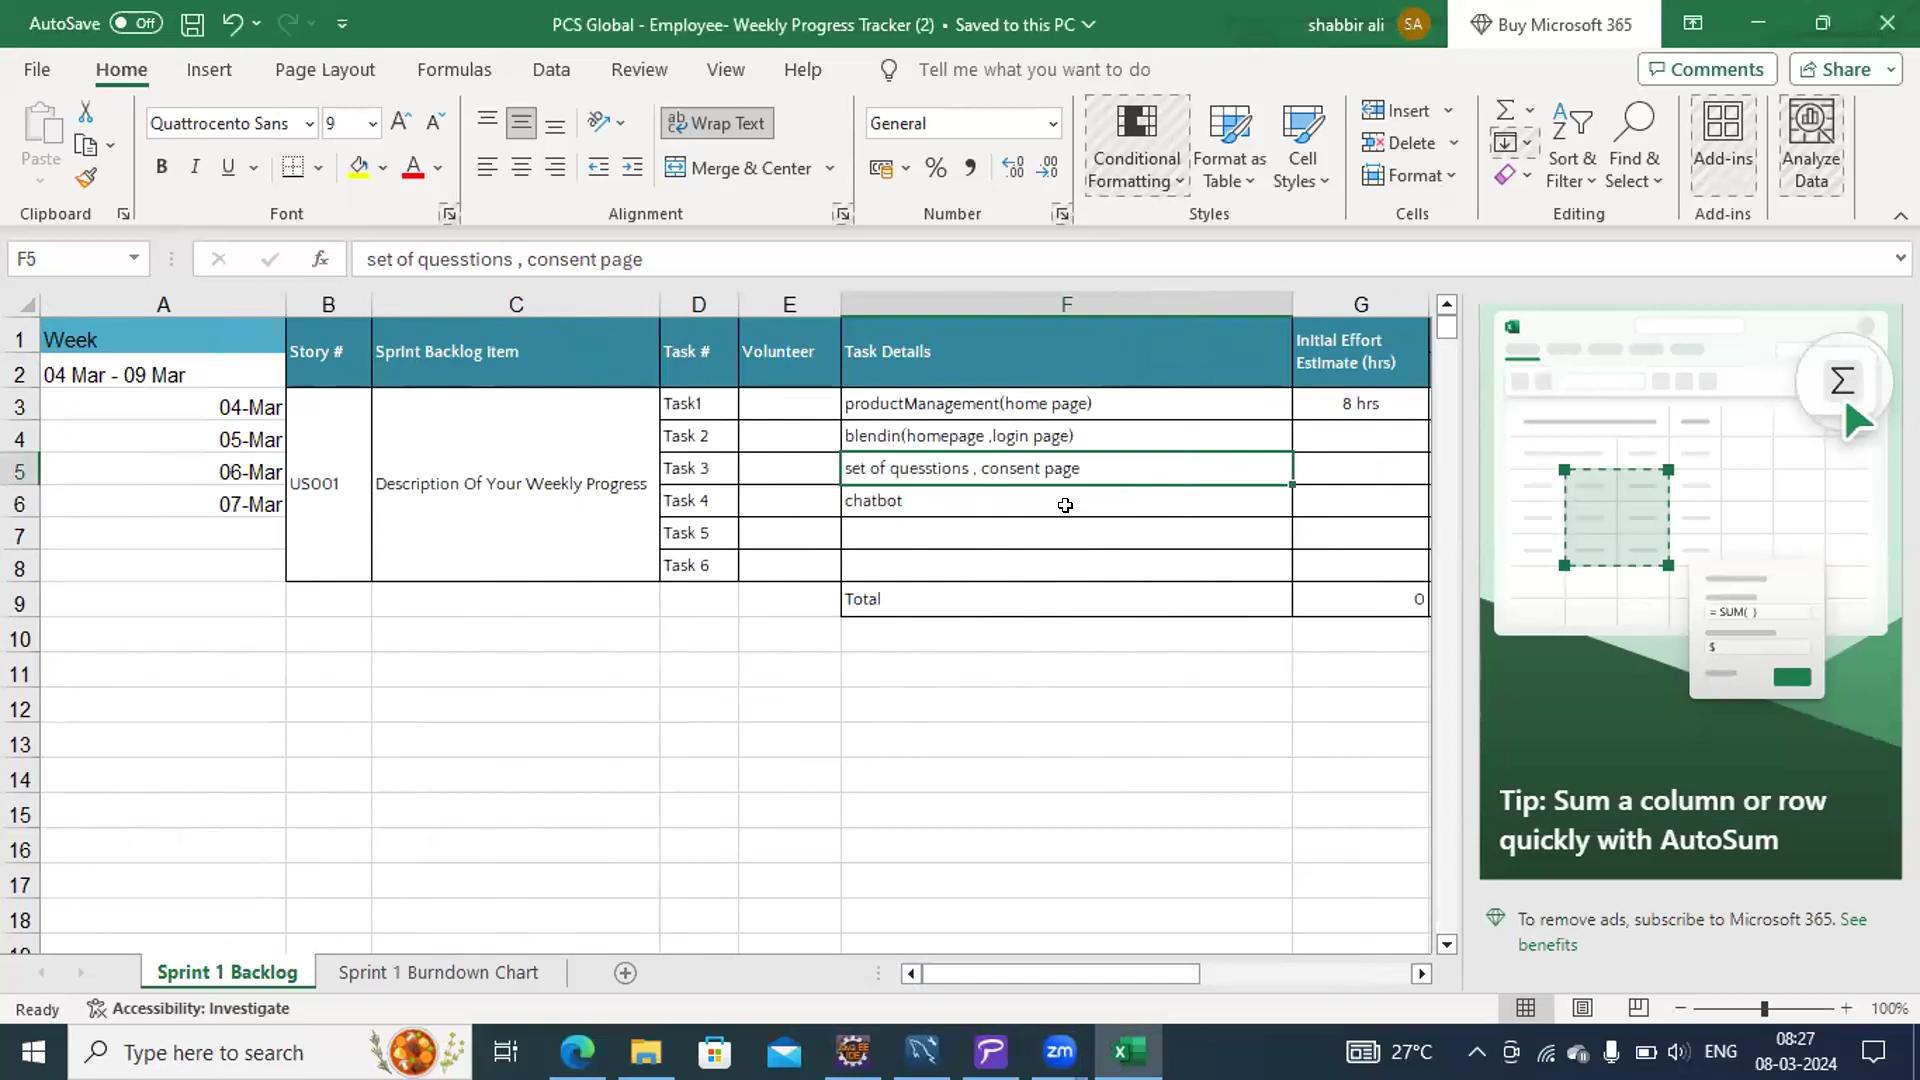 AutoSave Off
PCS Global - Employee- Weekly Progress Tracker (2) • Saved to this PC
shabbir ali SA
Buy Microsoft 365
File Home Insert Page Layout Formulas Data Review View Help Tell me what you want to do
Comments Share
Paste
Quattrocento Sans 9
B I U
A
Wrap Text
Merge & Center
General
%
Conditional Formatting
Format as Table
Cell Styles
Insert
Delete
Format
Sort & Filter
Find & Select
Add-ins
Analyze Data
Clipboard Font Alignment Number Styles Cells Editing Add-ins
F5 fx set of quesstions , consent page
A B C D E F G
1 Week Story # Sprint Backlog Item Task # Volunteer Task Details Initial Effort Estimate (hrs)
2 04 Mar - 09 Mar
3 04-Mar Task1 productManagement(home page) 8 hrs
4 05-Mar Task 2 blendin(homepage ,login page)
5 06-Mar US001 Description Of Your Weekly Progress Task 3 set of quesstions , consent page
6 07-Mar Task 4 chatbot
7 Task 5
8 Task 6
9 Total 0
10
11
12
13
14
15
16
17
18
= SUM( )
$
Tip: Sum a column or row
quickly with AutoSum
To remove ads, subscribe to Microsoft 365. See
benefits
Sprint 1 Backlog Sprint 1 Burndown Chart
Ready Accessibility: Investigate 100%
Type here to search
zm
27°C
ENG
08:27
08-03-2024